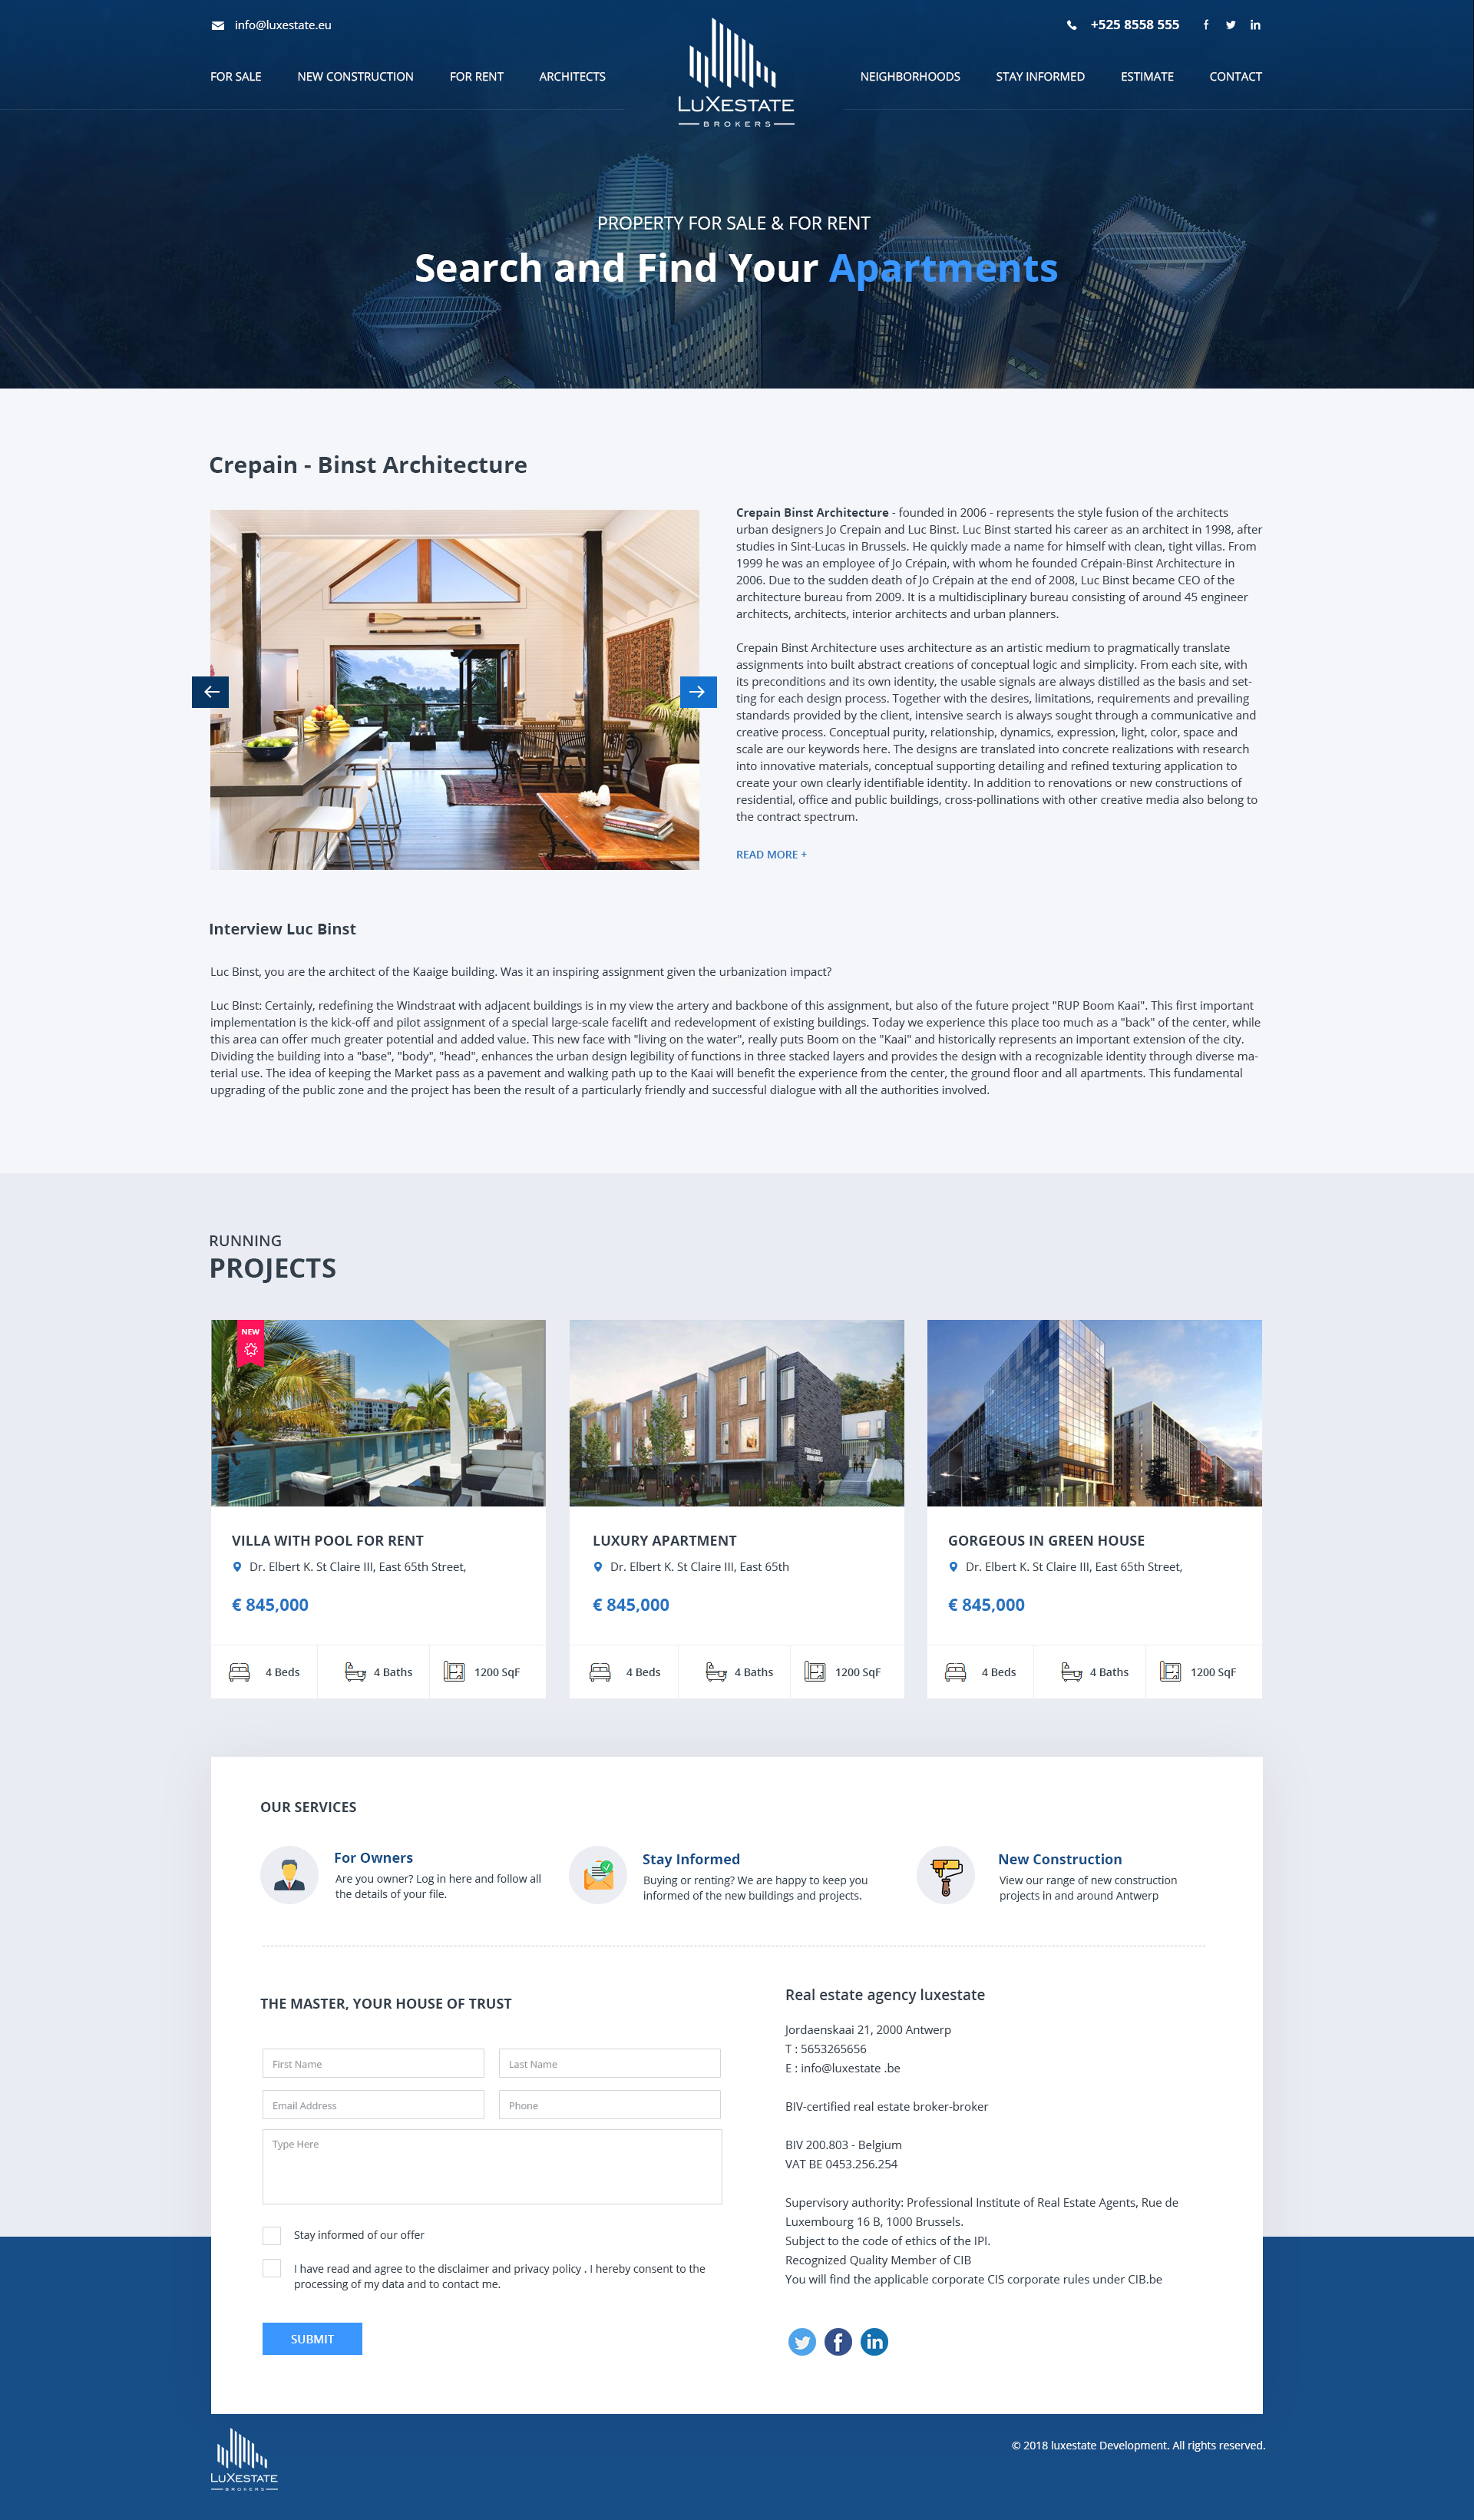 info@luxestate.eu
+525 8558 555
FOR SALE
NEW CONSTRUCTION
FOR RENT
ARCHITECTS
LUXESTATE
BROKERS
NEIGHBORHOODS
STAY INFORMED
ESTIMATE
CONTACT
PROPERTY FOR SALE & FOR RENT
Search and Find Your Apartments
Crepain - Binst Architecture
Crepain Binst Architecture - founded in 2006 - represents the style fusion of the architects
urban designers Jo Crepain and Luc Binst. Luc Binst started his career as an architect in 1998, after
studies in Sint-Lucas in Brussels. He quickly made a name for himself with clean, tight villas. From
1999 he was an employee of Jo Crépain, with whom he founded Crépain-Binst Architecture in
2006. Due to the sudden death of Jo Crépain at the end of 2008, Luc Binst became CEO of the
architecture bureau from 2009. It is a multidisciplinary bureau consisting of around 45 engineer
architects, architects, interior architects and urban planners.
Crepain Binst Architecture uses architecture as an artistic medium to pragmatically translate
assignments into built abstract creations of conceptual logic and simplicity. From each site, with
its preconditions and its own identity, the usable signals are always distilled as the basis and set-
ting for each design process. Together with the desires, limitations, requirements and prevailing
standards provided by the client, intensive search is always sought through a communicative and
creative process. Conceptual purity, relationship, dynamics, expression, light, color, space and
scale are our keywords here. The designs are translated into concrete realizations with research
into innovative materials, conceptual supporting detailing and refined texturing application to
create your own clearly identifiable identity. In addition to renovations or new constructions of
residential, office and public buildings, cross-pollinations with other creative media also belong to
the contract spectrum.
READ MORE +
Interview Luc Binst
Luc Binst, you are the architect of the Kaaige building. Was it an inspiring assignment given the urbanization impact?
Luc Binst: Certainly, redefining the Windstraat with adjacent buildings is in my view the artery and backbone of this assignment, but also of the future project "RUP Boom Kaai". This first important
implementation is the kick-off and pilot assignment of a special large-scale facelift and redevelopment of existing buildings. Today we experience this place too much as a "back" of the center, while
this area can offer much greater potential and added value. This new face with "living on the water", really puts Boom on the "Kaai" and historically represents an important extension of the city.
Dividing the building into a "base", "body", "head", enhances the urban design legibility of functions in three stacked layers and provides the design with a recognizable identity through diverse ma-
terial use. The idea of keeping the Market pass as a pavement and walking path up to the Kaai will benefit the experience from the center, the ground floor and all apartments. This fundamental
upgrading of the public zone and the project has been the result of a particularly friendly and successful dialogue with all the authorities involved.
RUNNING
PROJECTS
NEW
VILLA WITH POOL FOR RENT
Dr. Elbert K. St Claire III, East 65th Street,
€ 845,000
4 Beds
4 Baths
1200 SqF
LUXURY APARTMENT
Dr. Elbert K. St Claire III, East 65th
€ 845,000
4 Beds
4 Baths
1200 SqF
GORGEOUS IN GREEN HOUSE
Dr. Elbert K. St Claire III, East 65th Street,
€ 845,000
4 Beds
4 Baths
1200 SqF
OUR SERVICES
For Owners
Are you owner? Log in here and follow all
the details of your file.
Stay Informed
Buying or renting? We are happy to keep you
informed of the new buildings and projects.
New Construction
View our range of new construction
projects in and around Antwerp
THE MASTER, YOUR HOUSE OF TRUST
First Name
Last Name
Email Address
Phone
Type Here
Stay informed of our offer
I have read and agree to the disclaimer and privacy policy . I hereby consent to the
processing of my data and to contact me.
SUBMIT
Real estate agency luxestate
Jordaenskaai 21, 2000 Antwerp
T : 5653265656
E : info@luxestate .be
BIV-certified real estate broker-broker
BIV 200.803 - Belgium
VAT BE 0453.256.254
Supervisory authority: Professional Institute of Real Estate Agents, Rue de
Luxembourg 16 B, 1000 Brussels.
Subject to the code of ethics of the IPI.
Recognized Quality Member of CIB
You will find the applicable corporate CIS corporate rules under CIB.be
LUXESTATE
BROKERS
© 2018 luxestate Development. All rights reserved.